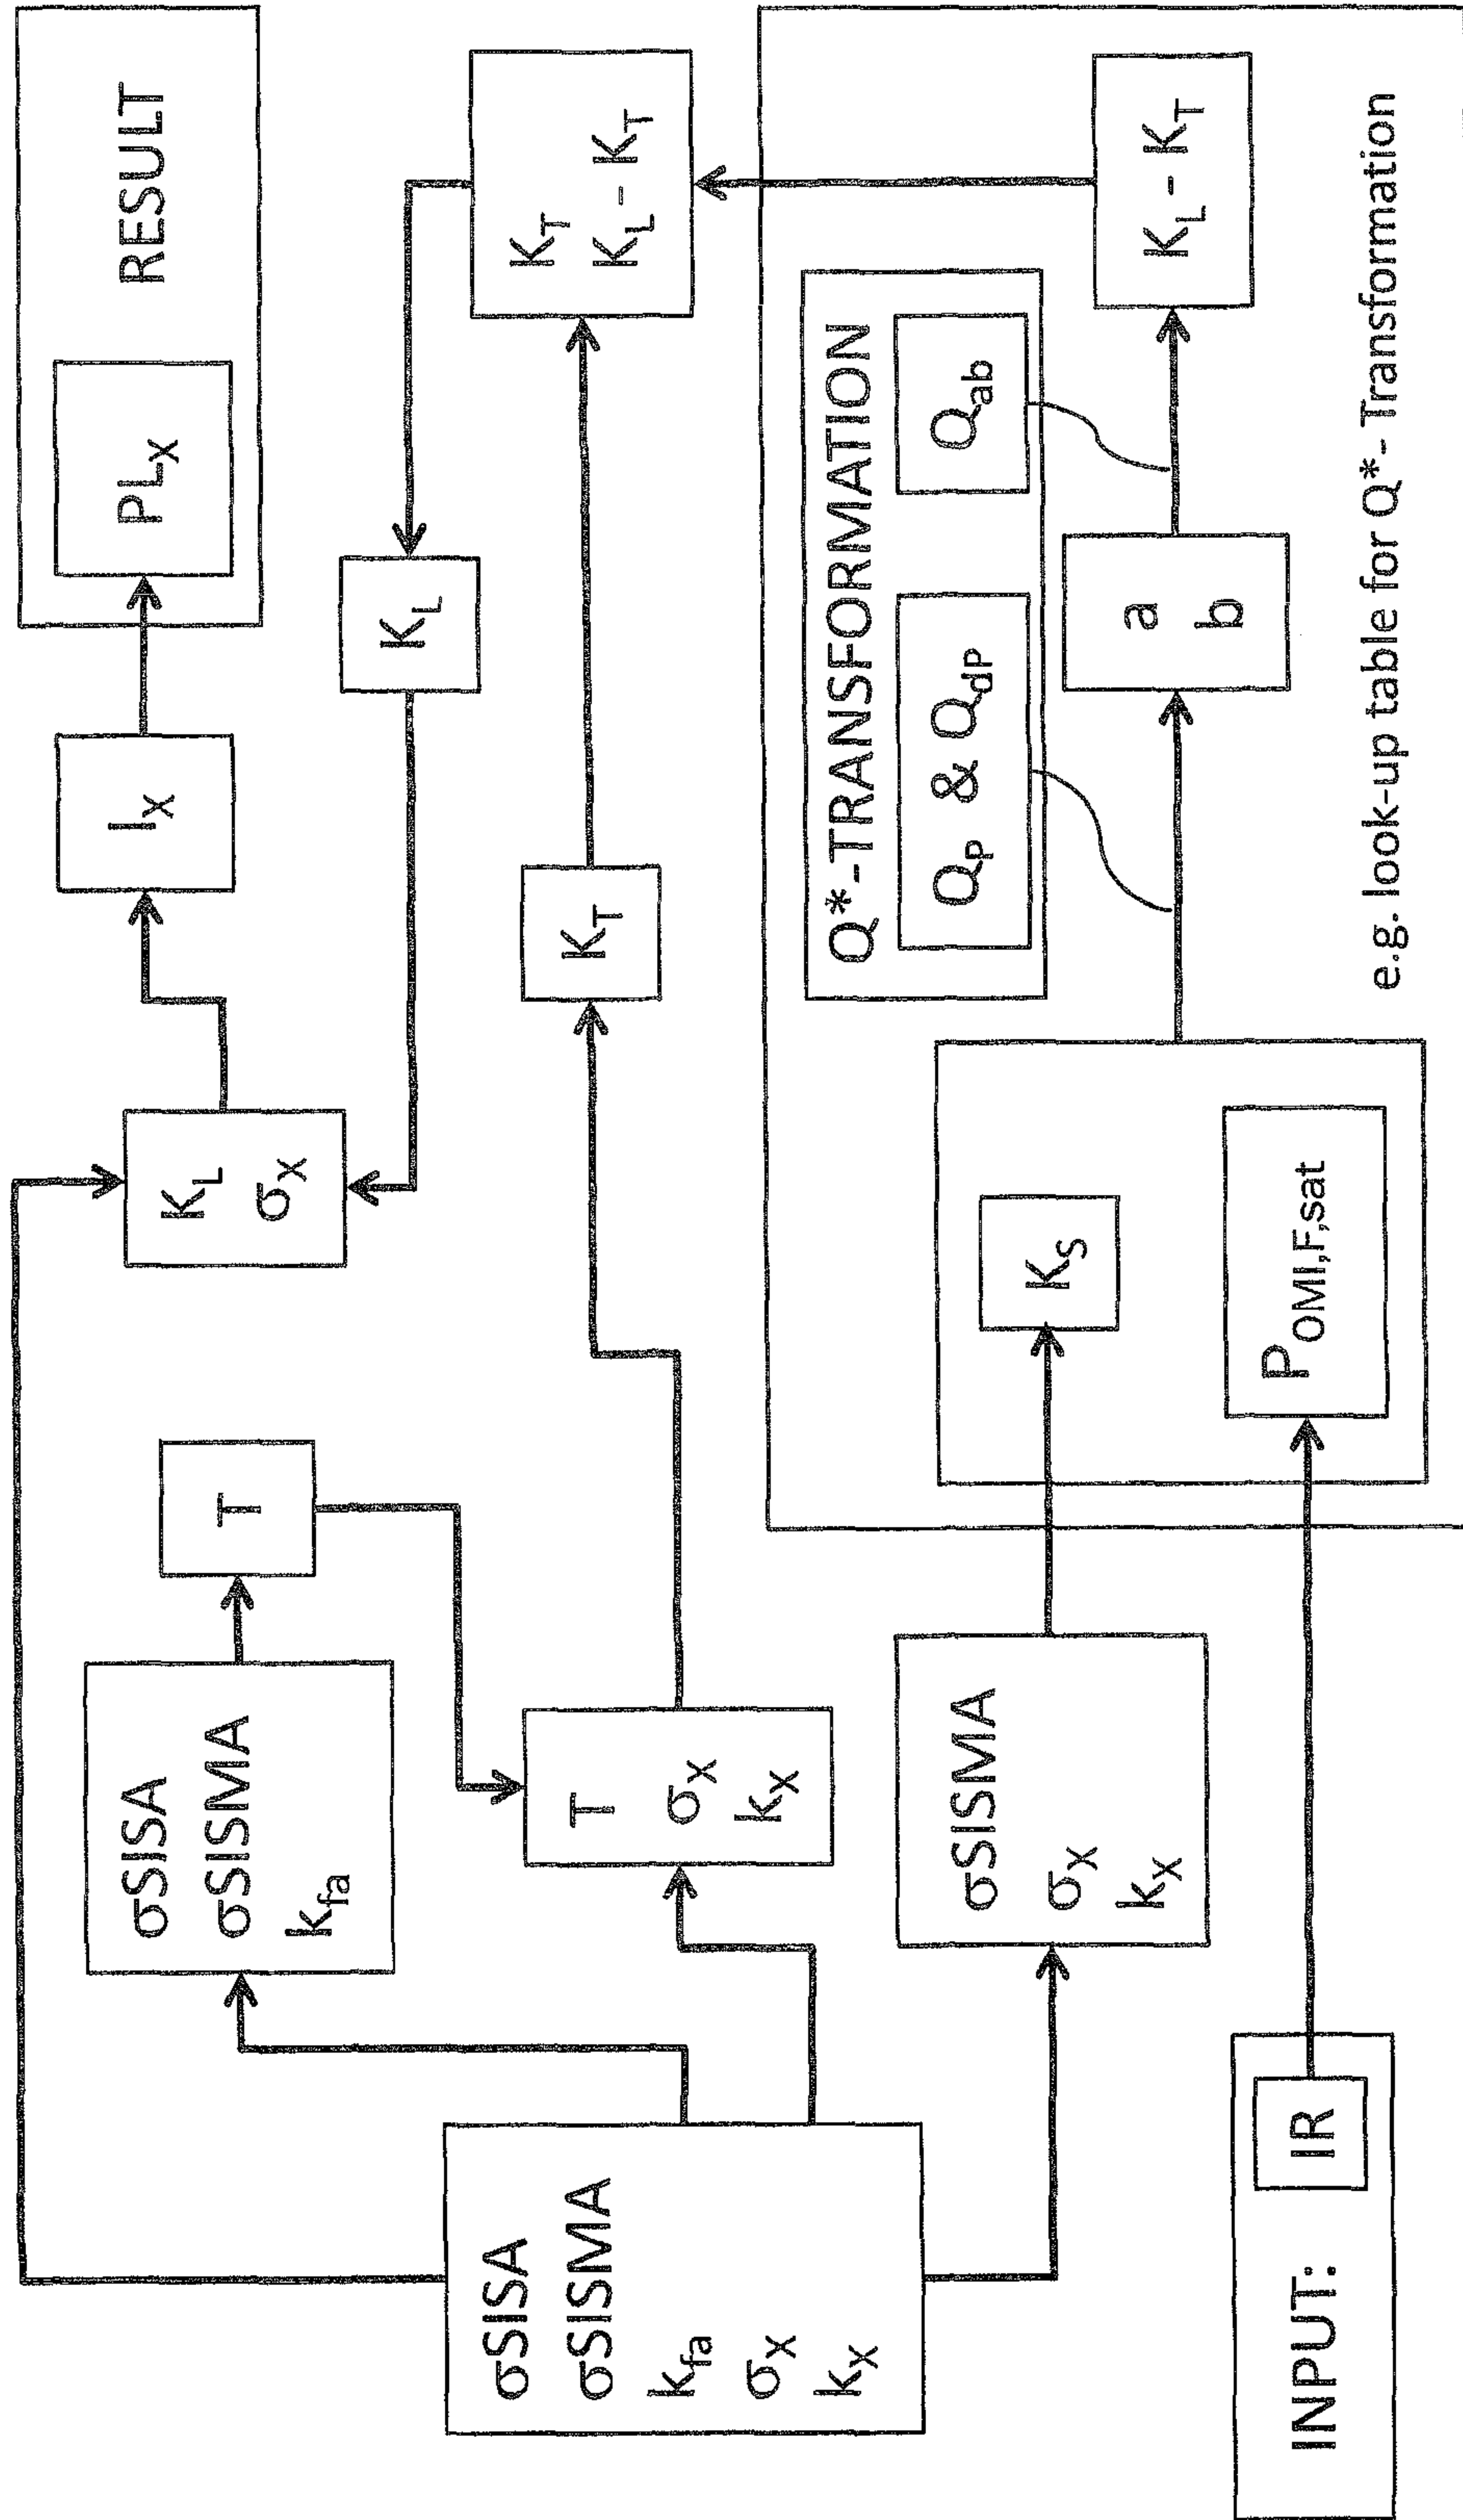 σSISA
σSISMA
k_fa
σ_X
k_X
INPUT:
IR
σSISA
σSISMA
k_fa
T
T
σ_X
k_X
σSISMA
σ_X
k_X
K_L
σ_X
K_S
P_OMI,F,sat
I_X
PL_X
RESULT
K_T
K_L
K_T
K_L - K_T
Q*-TRANSFORMATION
Q_P & Q_dP
Q_ab
a
b
K_L - K_T
e.g. look-up table for Q*- Transformation